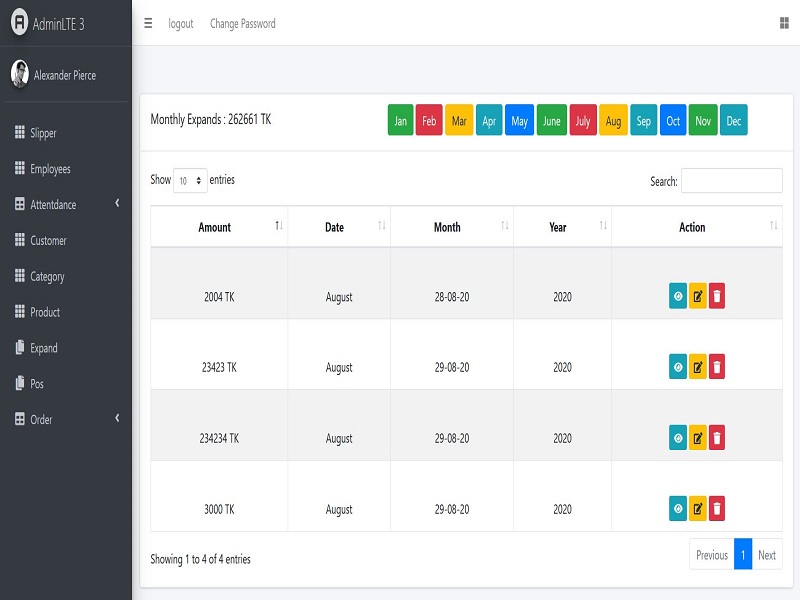 AdminLTE 3
logout Change Password
Alexander Pierce
Slipper
Employees
Attentdance
Customer
Category
Product
Expand
Pos
Order
Monthly Expands : 262661 TK
Jan Feb Mar Apr May June July Aug Sep Oct Nov Dec
Show 10 entries
Search:
Amount Date Month Year Action
2004 TK August 28-08-20 2020
23423 TK August 29-08-20 2020
234234 TK August 29-08-20 2020
3000 TK August 29-08-20 2020
Showing 1 to 4 of 4 entries
Previous 1 Next